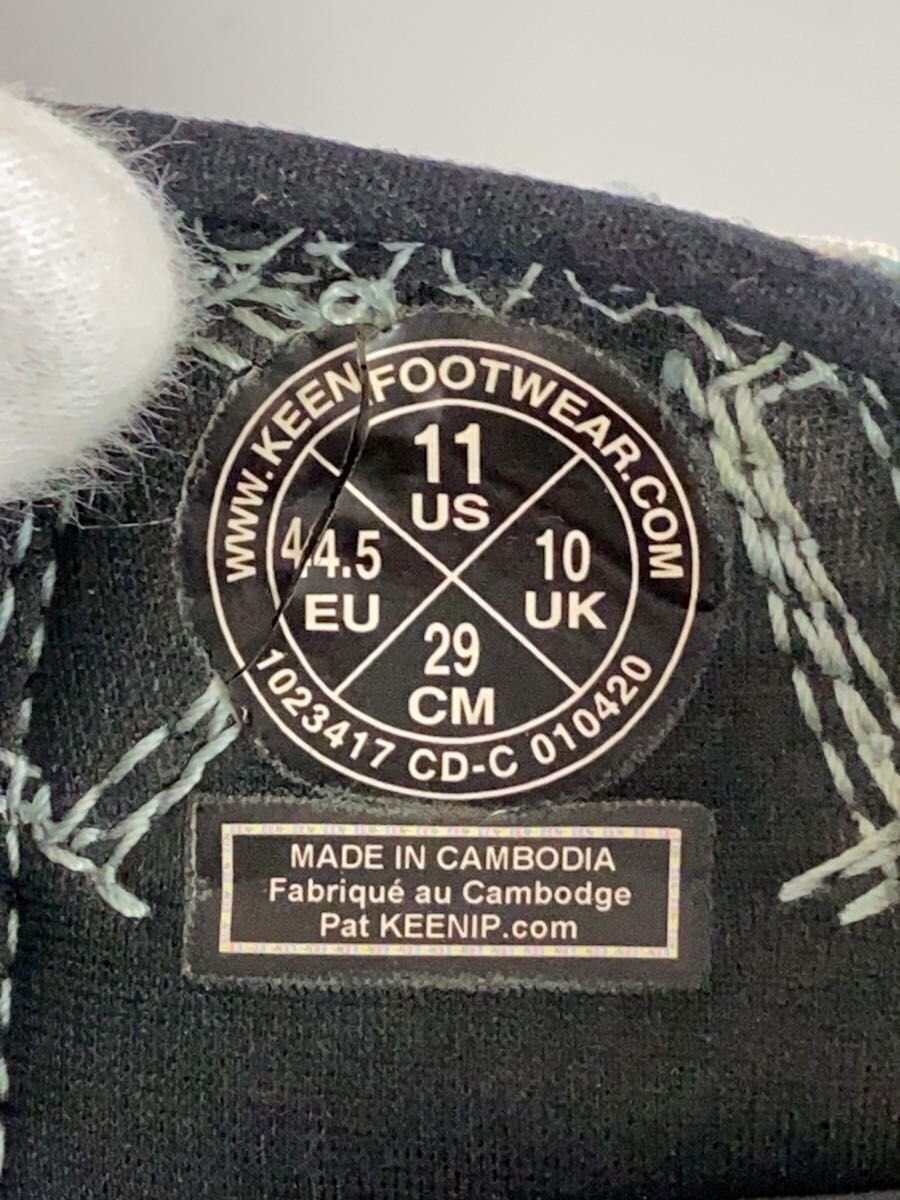 WWW.KEENFOOTWEAR.COM
11
US
44.5
EU
10
UK
29
CM
1023417 CD-C 010420
MADE IN CAMBODIA
Fabriqué au Cambodge
Pat KEENIP.com